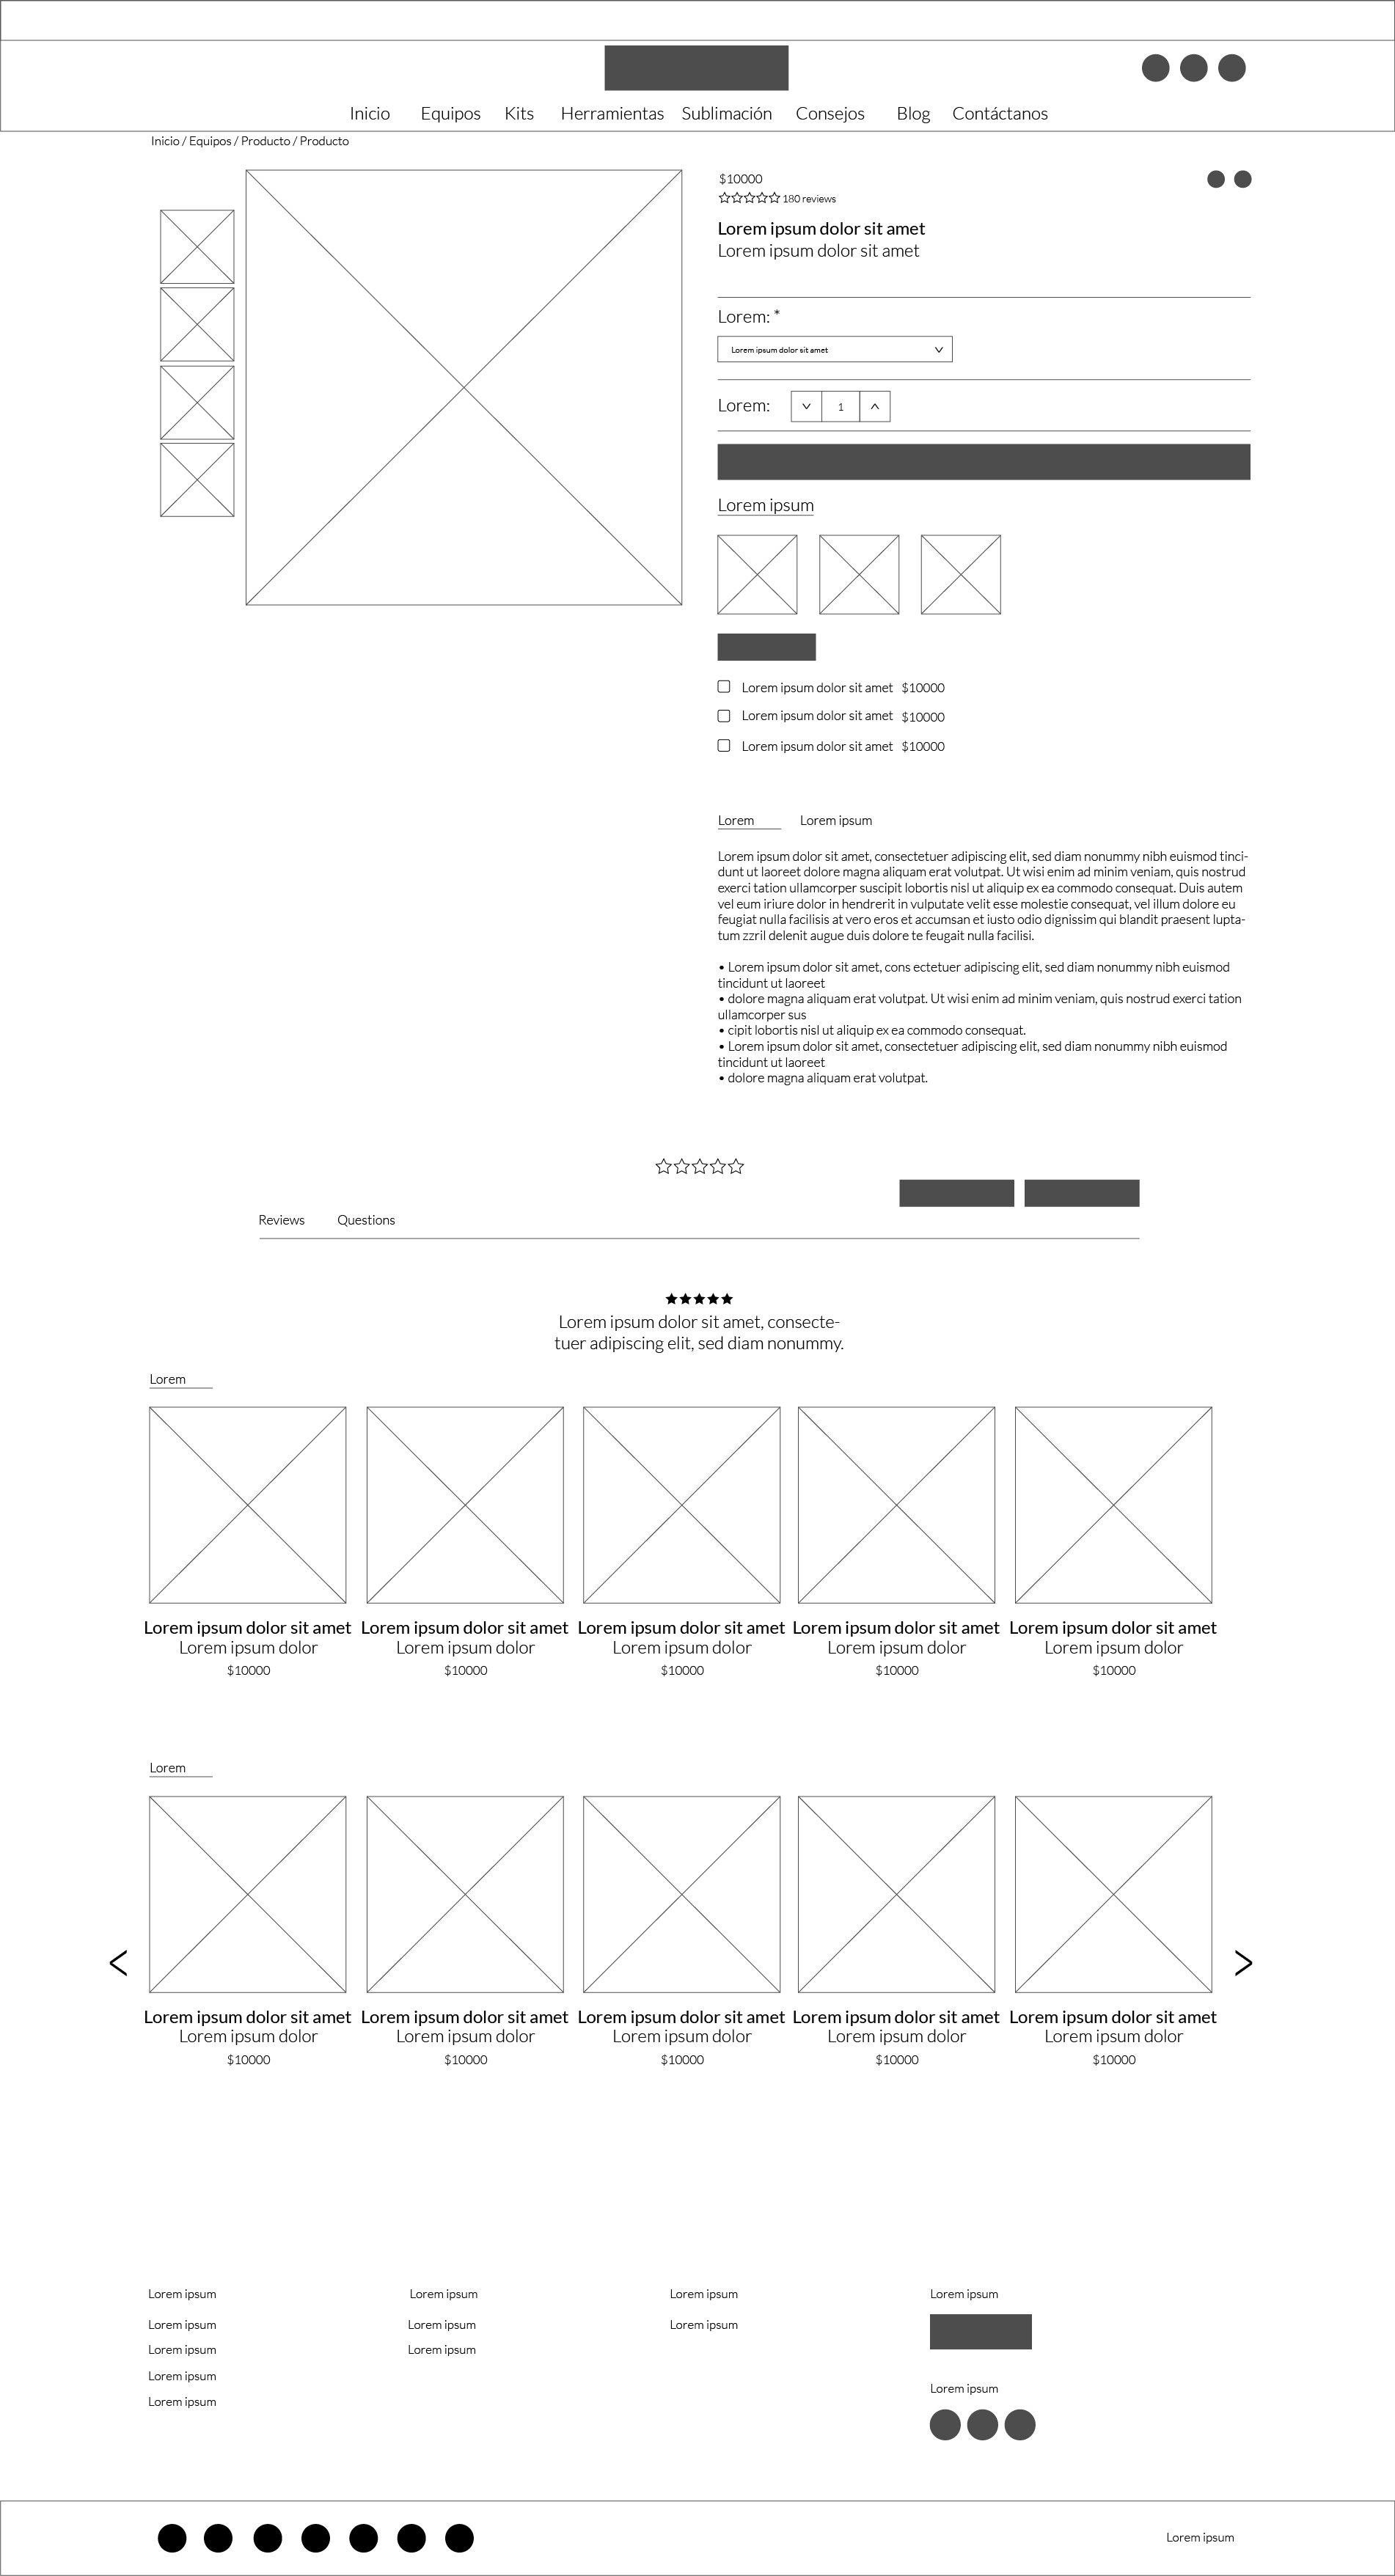 Inicio Equipos Kits Herramientas Sublimación Consejos Blog Contáctanos
Inicio / Equipos / Producto / Producto
$10000
180 reviews
Lorem ipsum dolor sit amet
Lorem ipsum dolor sit amet
Lorem: *
Lorem ipsum dolor sit amet
Lorem: 1
Lorem ipsum
Lorem ipsum dolor sit amet $10000
Lorem ipsum dolor sit amet $10000
Lorem ipsum dolor sit amet $10000
Lorem Lorem ipsum
Lorem ipsum dolor sit amet, consectetuer adipiscing elit, sed diam nonummy nibh euismod tinci-
dunt ut laoreet dolore magna aliquam erat volutpat. Ut wisi enim ad minim veniam, quis nostrud
exerci tation ullamcorper suscipit lobortis nisl ut aliquip ex ea commodo consequat. Duis autem
vel eum iriure dolor in hendrerit in vulputate velit esse molestie consequat, vel illum dolore eu
feugiat nulla facilisis at vero eros et accumsan et iusto odio dignissim qui blandit praesent lupta-
tum zzril delenit augue duis dolore te feugait nulla facilisi.
• Lorem ipsum dolor sit amet, cons ectetuer adipiscing elit, sed diam nonummy nibh euismod
tincidunt ut laoreet
• dolore magna aliquam erat volutpat. Ut wisi enim ad minim veniam, quis nostrud exerci tation
ullamcorper sus
• cipit lobortis nisl ut aliquip ex ea commodo consequat.
• Lorem ipsum dolor sit amet, consectetuer adipiscing elit, sed diam nonummy nibh euismod
tincidunt ut laoreet
• dolore magna aliquam erat volutpat.
Reviews Questions
Lorem ipsum dolor sit amet, consecte-
tuer adipiscing elit, sed diam nonummy.
Lorem
Lorem ipsum dolor sit amet Lorem ipsum dolor sit amet Lorem ipsum dolor sit amet Lorem ipsum dolor sit amet Lorem ipsum dolor sit amet
Lorem ipsum dolor Lorem ipsum dolor Lorem ipsum dolor Lorem ipsum dolor Lorem ipsum dolor
$10000 $10000 $10000 $10000 $10000
Lorem
Lorem ipsum dolor sit amet Lorem ipsum dolor sit amet Lorem ipsum dolor sit amet Lorem ipsum dolor sit amet Lorem ipsum dolor sit amet
Lorem ipsum dolor Lorem ipsum dolor Lorem ipsum dolor Lorem ipsum dolor Lorem ipsum dolor
$10000 $10000 $10000 $10000 $10000
Lorem ipsum Lorem ipsum Lorem ipsum Lorem ipsum
Lorem ipsum Lorem ipsum Lorem ipsum
Lorem ipsum Lorem ipsum
Lorem ipsum
Lorem ipsum
Lorem ipsum
Lorem ipsum